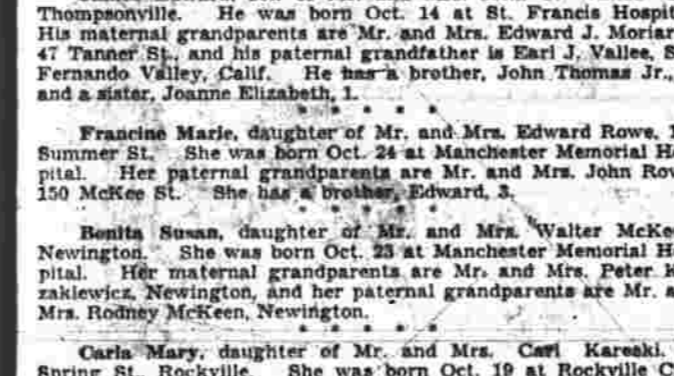 Thompsonville. He was born Oct. 14 at St. Francis
His maternal grandparents are Mr. and Mrs. Edward J.
47 Tanner St., and his paternal grandfather is Earl J. Vallee,
Fernando Valley, Calif. He has a brother, John Thomas Jr.,
and a sister, Joanne Elizabeth, 1.
* * * * *
Francine Marie, daughter of Mr. and Mrs. Edward Rowe,
Summer St. She was born Oct. 24 at Manchester Memorial
pital. Her paternal grandparents are Mr. and Mrs. John
150 McKee St. She has a brother, Edward, 3.
* * * * *
Bonita Susan, daughter of Mr. and Mrs. Walter
Newington. She was born Oct. 23 at Manchester Memorial
pital. Her maternal grandparents are Mr. and Mrs. Peter
zakiewicz, Newington, and her paternal grandparents are Mr.
Mrs. Rodney McKeen, Newington.
* * * * *
Carla Mary, daughter of Mr. and Mrs. Carl Kareski,
Spring St., Rockville. She was born Oct. 19 at Rockville